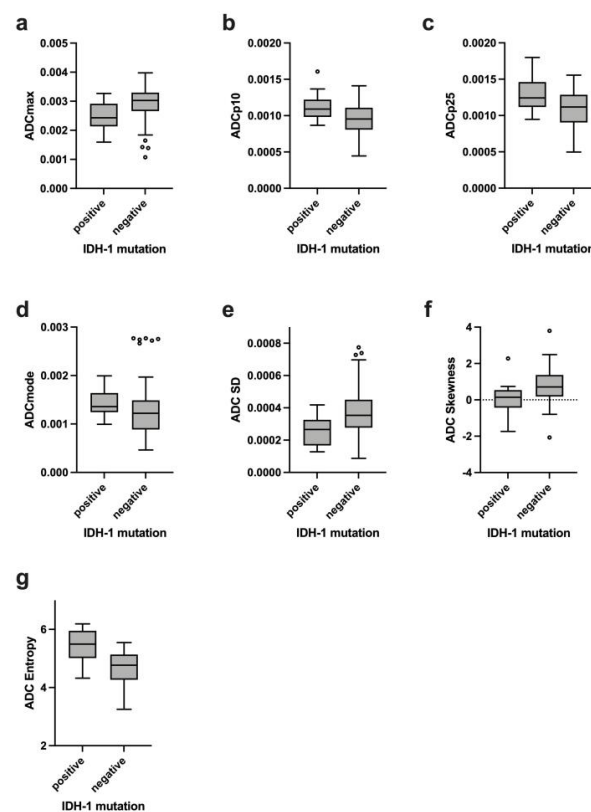 a
ADCmax
0.005
0.004
0.003
0.002
0.001
0.000
positive
negative
IDH-1 mutation
b
ADCp10
0.0020
0.0015
0.0010
0.0005
0.0000
positive
negative
IDH-1 mutation
c
ADCp25
0.0020
0.0015
0.0010
0.0005
0.0000
positive
negative
IDH-1 mutation
d
ADCmode
0.003
0.002
0.001
0.000
positive
negative
IDH-1 mutation
e
ADC SD
0.0008
0.0006
0.0004
0.0002
0.0000
positive
negative
IDH-1 mutation
f
ADC Skewness
4
2
0
-2
-4
positive
negative
IDH-1 mutation
g
ADC Entropy
6
4
2
positive
negative
IDH-1 mutation